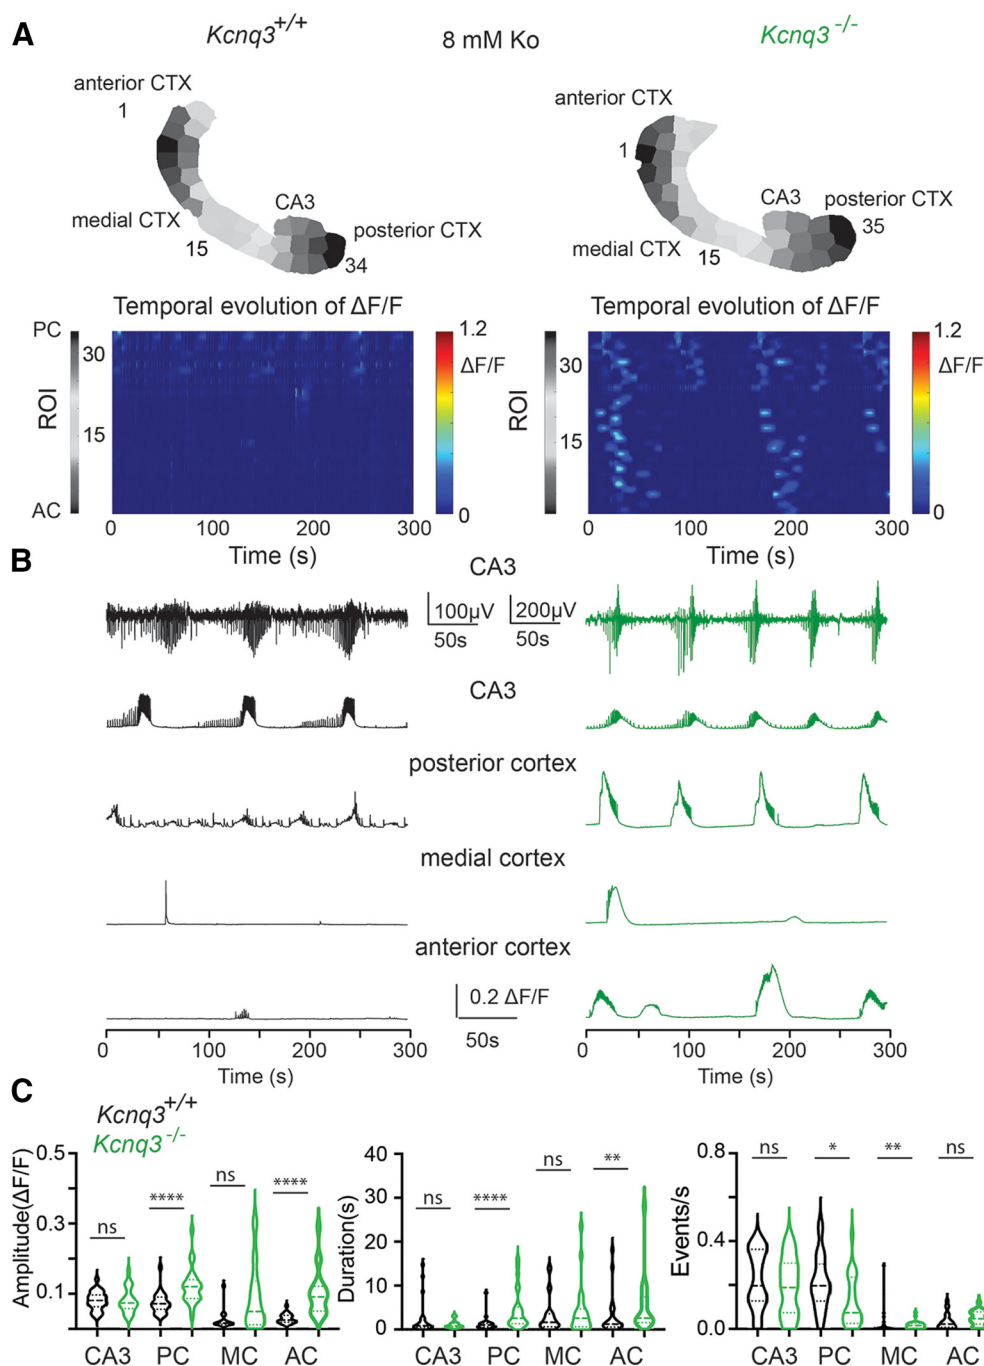 A
Kcnq3+/+ 8 mM Ko Kcnq3-/-
anterior CTX
1
CA3
medial CTX
posterior CTX
15
34
anterior CTX
1
CA3
posterior CTX
medial CTX
35
15
Temporal evolution of ΔF/F
PC
30
ROI
15
AC
1.2
ΔF/F
0
0 100 200 300
Time (s)
Temporal evolution of ΔF/F
30
ROI
15
1.2
ΔF/F
0
0 100 200 300
Time (s)
B
CA3
100µV
50s
200µV
50s
CA3
posterior cortex
medial cortex
anterior cortex
0.2 ΔF/F
50s
0 100 200 300
Time (s)
0 100 200 300
Time (s)
C
Kcnq3+/+
Kcnq3-/-
Amplitude(ΔF/F)
0.5
0.3
0.1
ns **** ns ****
CA3 PC MC AC
Duration(s)
40
30
20
10
0
ns **** ns **
CA3 PC MC AC
Events/s
0.8
0.4
0.0
ns * ** ns
CA3 PC MC AC